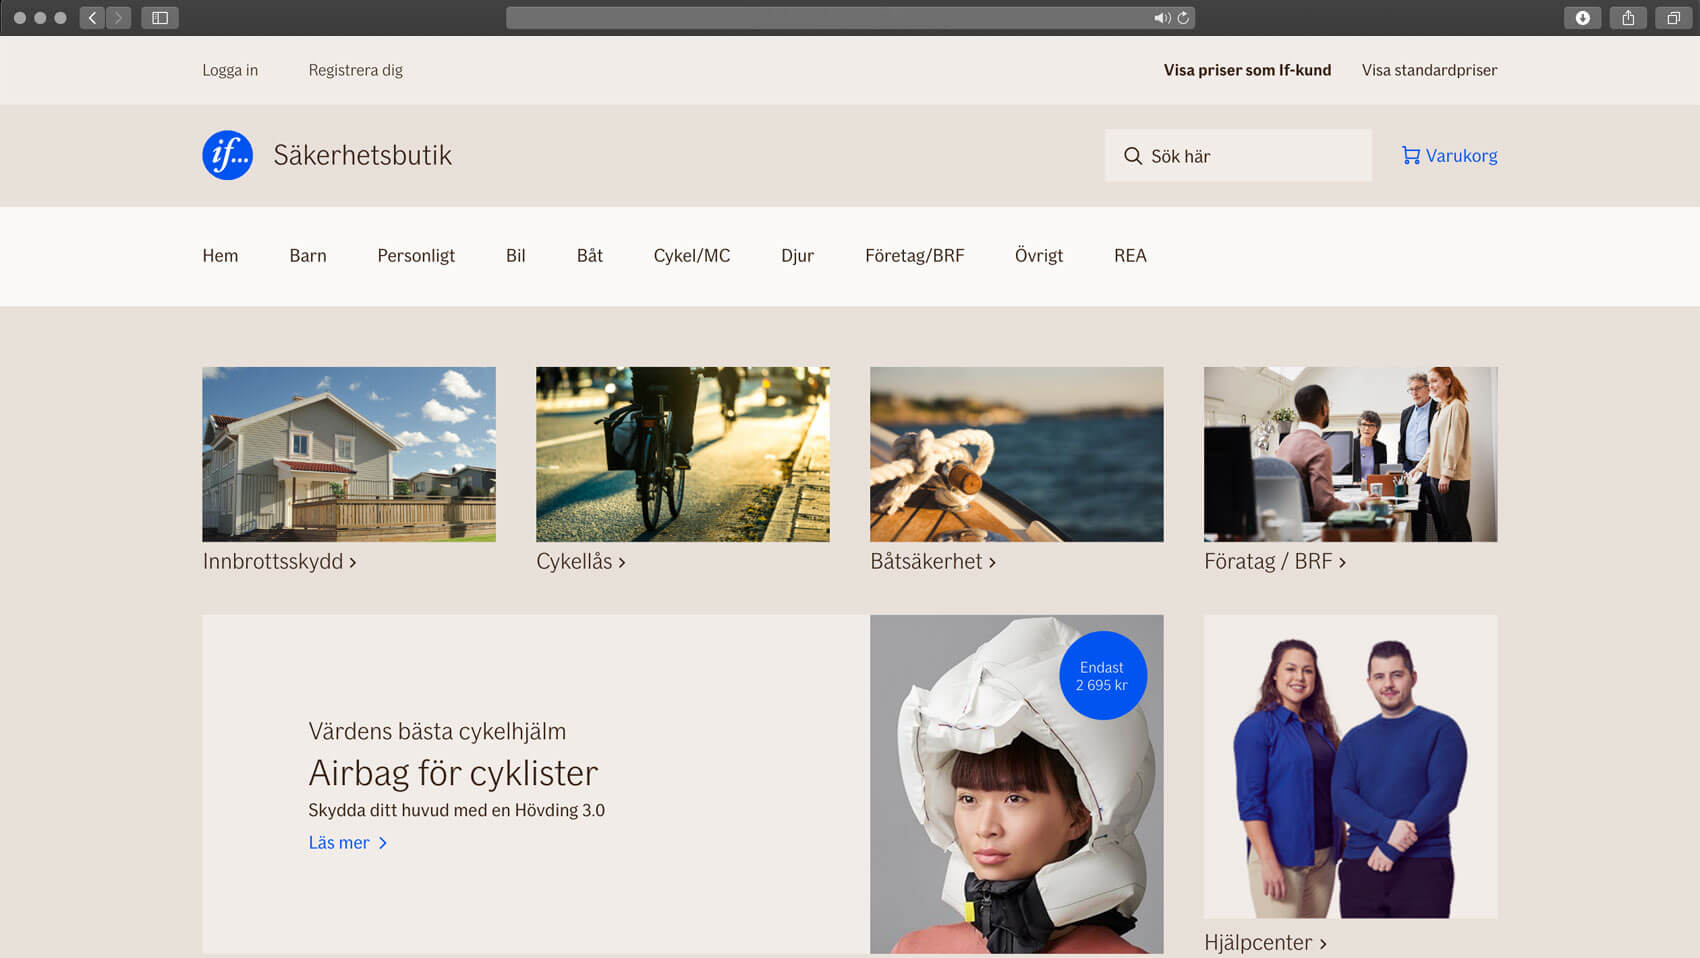 Logga in
Registrera dig
Visa priser som If-kund
Visa standardpriser
if...
Säkerhetsbutik
Sök här
Varukorg
Hem
Barn
Personligt
Bil
Båt
Cykel/MC
Djur
Företag/BRF
Övrigt
REA
Innbrottsskydd
Cykellås
Båtsäkerhet
Föratag / BRF
Värdens bästa cykelhjälm
Airbag för cyklister
Skydda ditt huvud med en Hövding 3.0
Läs mer
Endast
2 695 kr
Hjälpcenter